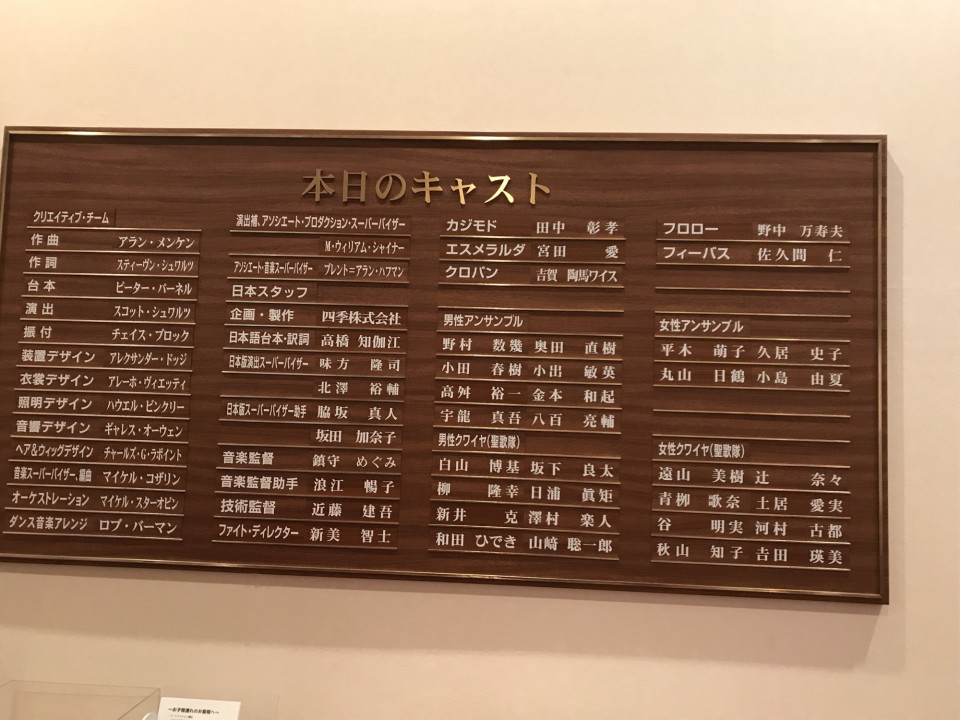 本日のキャスト
クリエイティブ・チーム
作曲 アラン・メンケン
作詞 スティーヴン・シュワルツ
台本 ピーター・パーネル
演出 スコット・シュワルツ
振付 チェイス・ブロック
装置デザイン アレクサンダー・ドッジ
衣裳デザイン アレーホ・ヴィエッティ
照明デザイン ハウエル・ビンクリー
音響デザイン ギャレス・オーウェン
ヘア&ウィッグデザイン チャールズ・G・ラポイント
音楽スーパーバイザー、編曲 マイケル・コザリン
オーケストレーション マイケル・スターオビン
ダンス音楽アレンジ ロブ・バーマン
演出補、アソシエート・プロダクション・スーパーバイザー
M・ウィリアム・シャイナー
アソシエート・音楽スーパーバイザー ブレント=アラン・ハフマン
日本スタッフ
企画・製作 四季株式会社
日本語台本・訳詞 高橋 知伽江
日本版演出スーパーバイザー 味方 隆司
北澤 裕輔
日本版スーパーバイザー助手 脇坂 真人
坂田 加奈子
音楽監督 鎮守 めぐみ
音楽監督助手 浪江 暢子
技術監督 近藤 建吾
ファイト・ディレクター 新美 智士
カジモド 田中 彰孝
エスメラルダ 宮田 愛
クロパン 吉賀 陶馬ワイス
男性アンサンブル
野村 数幾 奥田 直樹
小田 春樹 小出 敏英
高舛 裕一 金本 和起
宇龍 真吾 八百 亮輔
男性クワイヤ(聖歌隊)
白山 博基 坂下 良太
柳 隆幸 日浦 眞矩
新井 克 澤村 楽人
和田 ひでき 山﨑 聡一郎
フロロー 野中 万寿夫
フィーバス 佐久間 仁
女性アンサンブル
平木 萌子 久居 史子
丸山 日鶴 小島 由夏
女性クワイヤ(聖歌隊)
遠山 美樹 辻 奈々
青栁 歌奈 土居 愛実
谷 明実 河村 古都
秋山 知子 吉田 瑛美
〜お子様連れのお客様へ〜